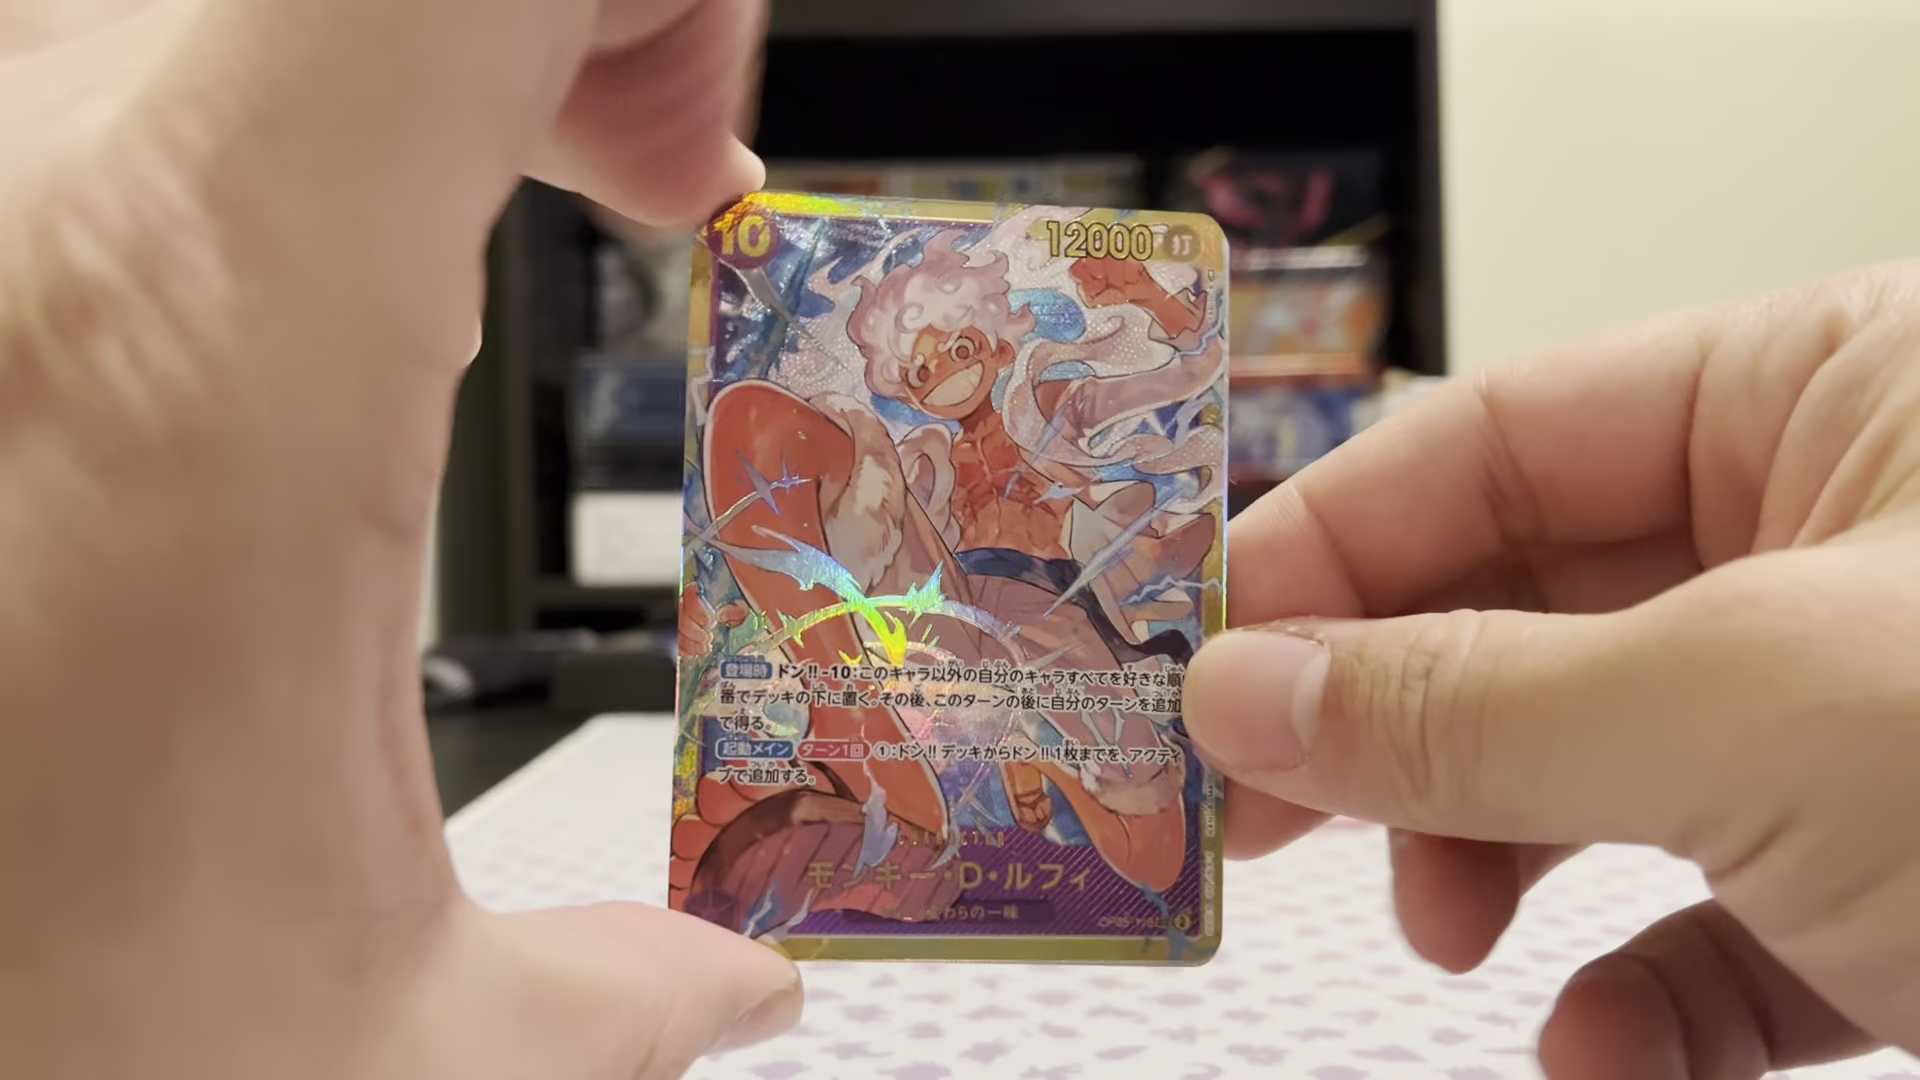 10
12000 打
登場時 ドン!!-10:このキャラ以外の自分のキャラすべてを好きな順
番でデッキの下に置く。その後、このターンの後に自分のターンを追加
で得る。
起動メイン ターン1回 ①:ドン!!デッキからドン!!1枚までを、アクティ
ブで追加する。
CHARACTER
モンキー・D・ルフィ
わらの一味